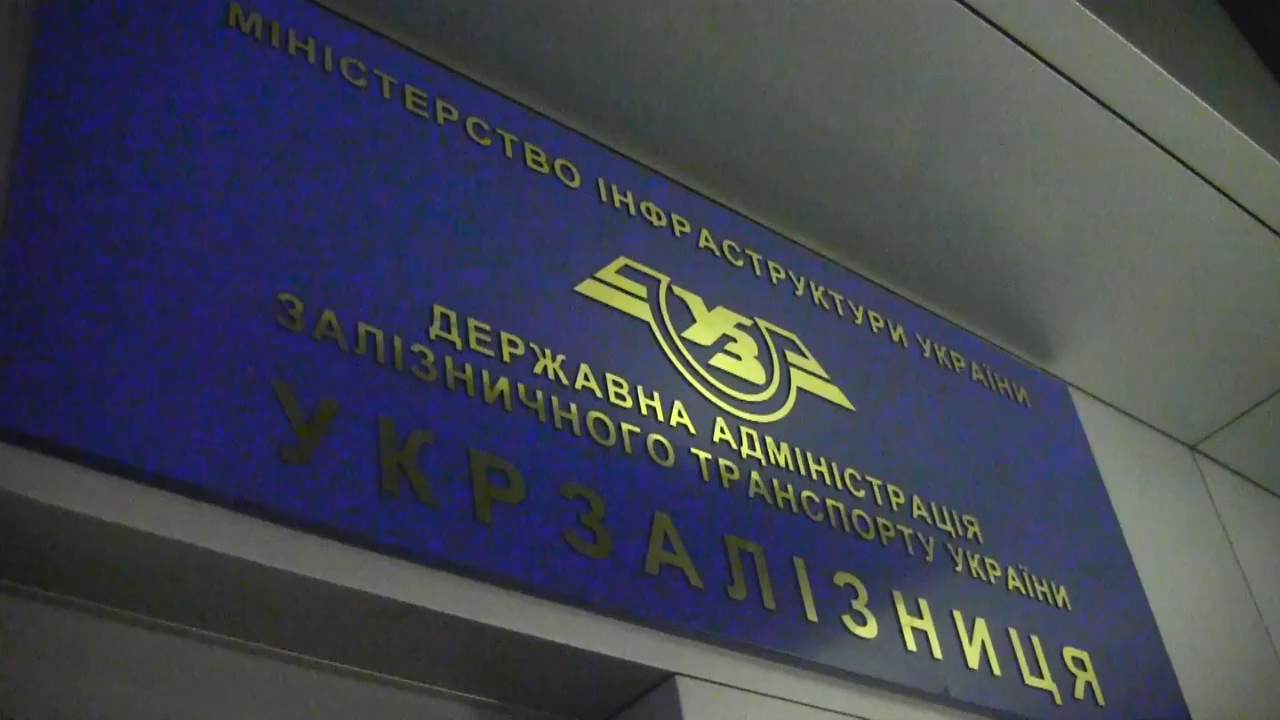 МІНІСТЕРСТВО ІНФРАСТРУКТУРИ УКРАЇНИ
УЗ
ДЕРЖАВНА АДМІНІСТРАЦІЯ
ЗАЛІЗНИЧНОГО ТРАНСПОРТУ УКРАЇНИ
УКРЗАЛІЗНИЦЯ